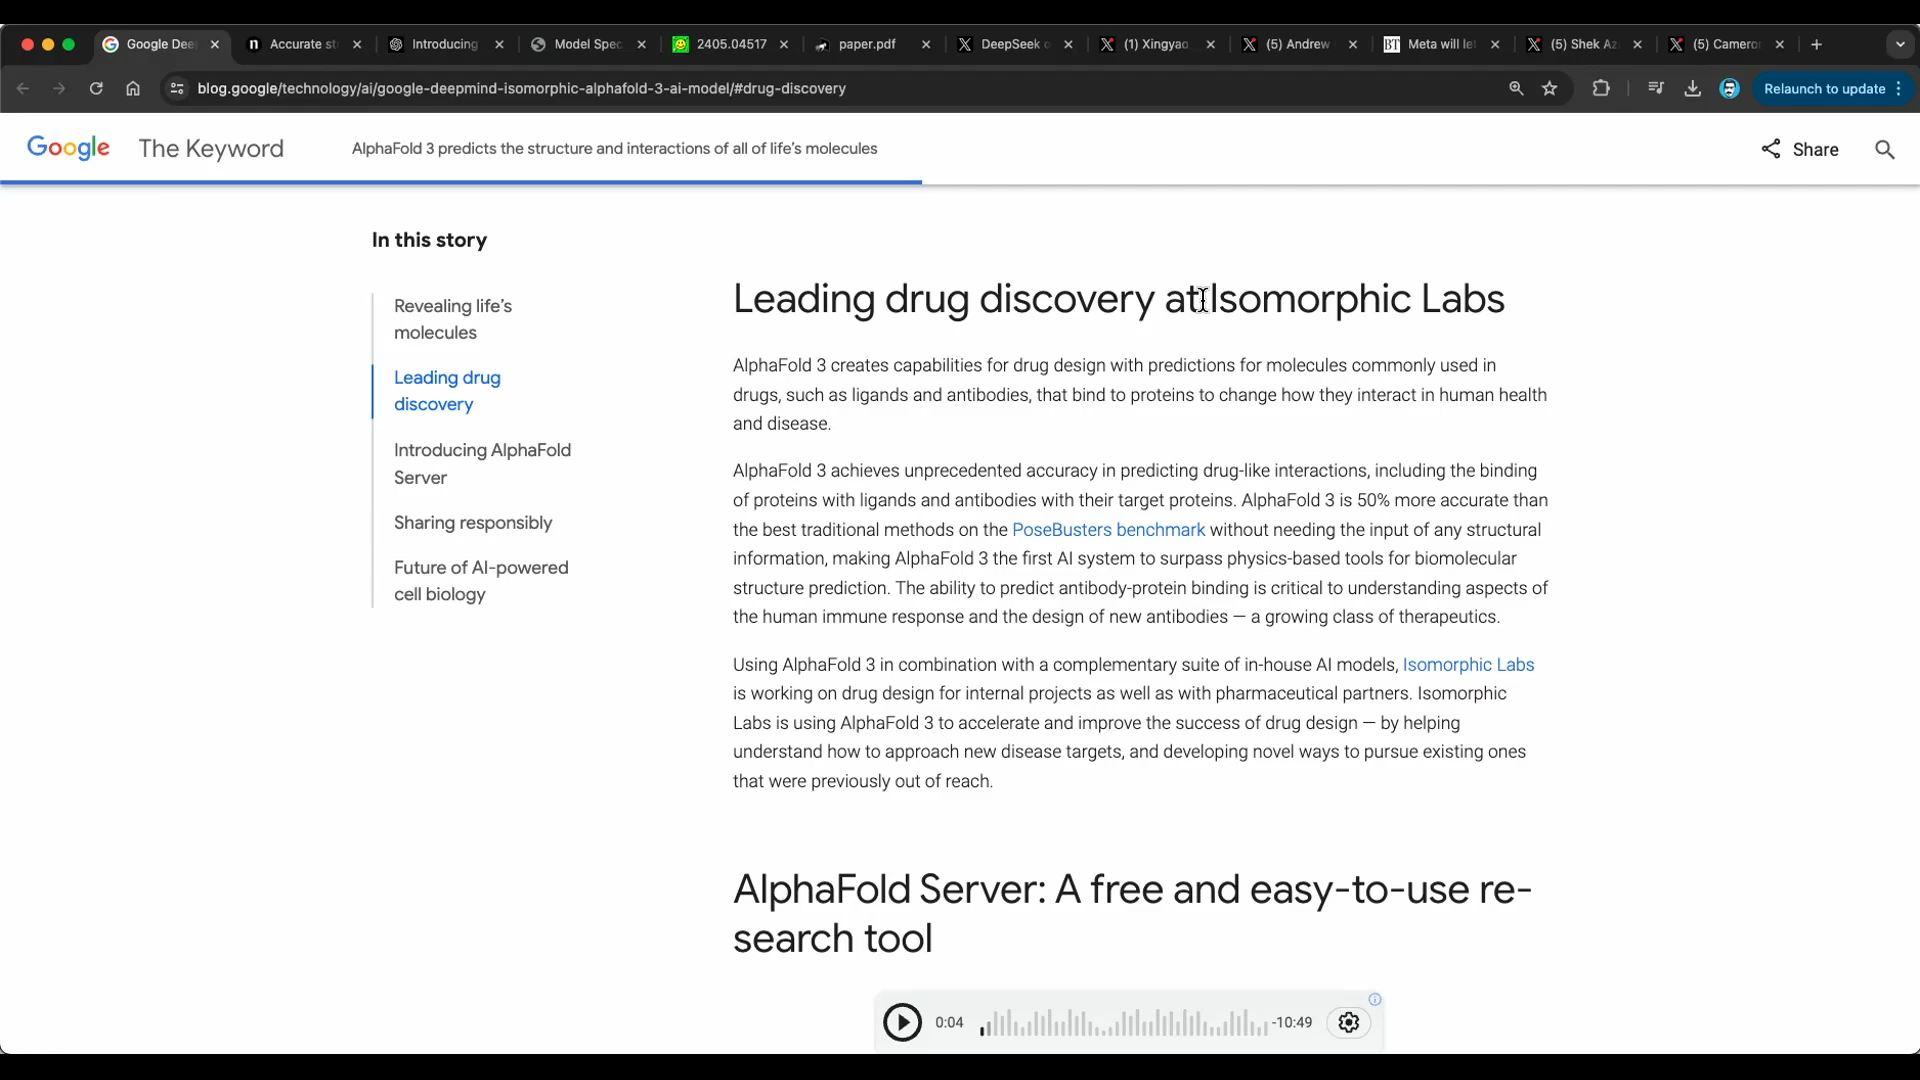 Google Dee
Accurate st
Introducing
Model Spec
2405.04517
paper.pdf
DeepSeek
(1) Xingyao
(5) Andrew
BT
Meta will le
(5) Shek Az
(5) Cameron
blog.google/technology/ai/google-deepmind-isomorphic-alphafold-3-ai-model/#drug-discovery
Relaunch to update
Google The Keyword
AlphaFold 3 predicts the structure and interactions of all of life's molecules
Share
In this story
Revealing life's
molecules
Leading drug
discovery
Introducing AlphaFold
Server
Sharing responsibly
Future of AI-powered
cell biology
Leading drug discovery at Isomorphic Labs
AlphaFold 3 creates capabilities for drug design with predictions for molecules commonly used in
drugs, such as ligands and antibodies, that bind to proteins to change how they interact in human health
and disease.
AlphaFold 3 achieves unprecedented accuracy in predicting drug-like interactions, including the binding
of proteins with ligands and antibodies with their target proteins. AlphaFold 3 is 50% more accurate than
the best traditional methods on the PoseBusters benchmark without needing the input of any structural
information, making AlphaFold 3 the first AI system to surpass physics-based tools for biomolecular
structure prediction. The ability to predict antibody-protein binding is critical to understanding aspects of
the human immune response and the design of new antibodies — a growing class of therapeutics.
Using AlphaFold 3 in combination with a complementary suite of in-house AI models, Isomorphic Labs
is working on drug design for internal projects as well as with pharmaceutical partners. Isomorphic
Labs is using AlphaFold 3 to accelerate and improve the success of drug design — by helping
understand how to approach new disease targets, and developing novel ways to pursue existing ones
that were previously out of reach.
AlphaFold Server: A free and easy-to-use re-
search tool
0:04
-10:49